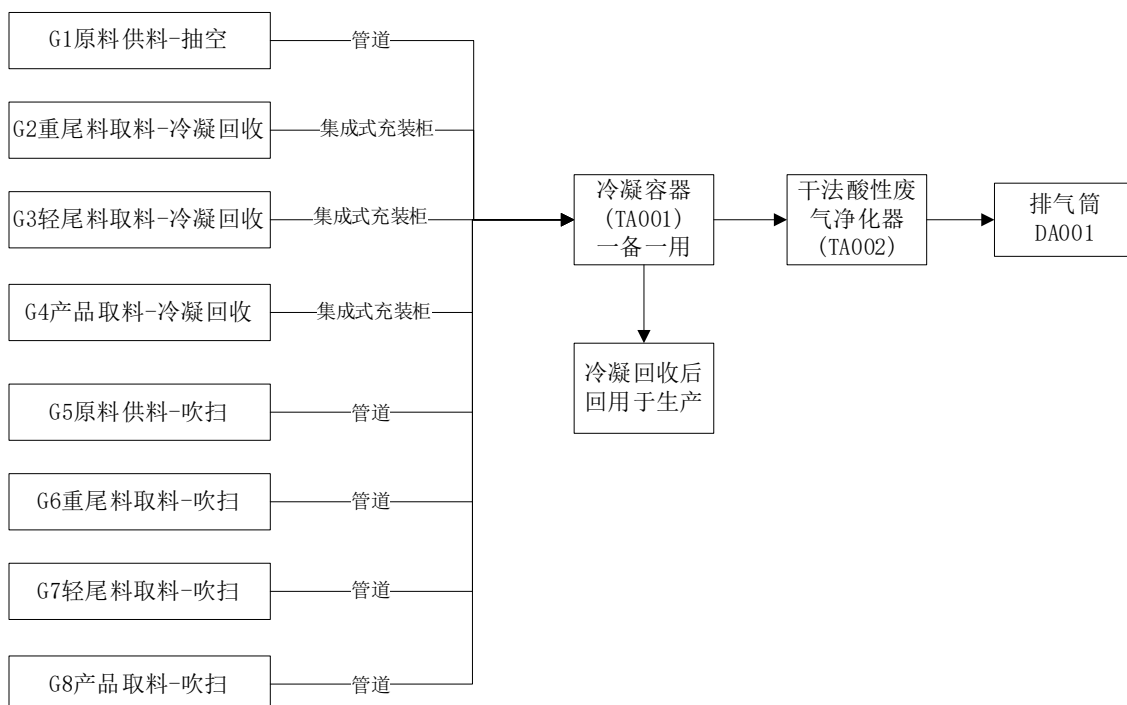 G1原料供料-抽空
管道
G2重尾料取料-冷凝回收
集成式充装柜
G3轻尾料取料-冷凝回收
集成式充装柜
G4产品取料-冷凝回收
集成式充装柜
G5原料供料-吹扫
管道
G6重尾料取料-吹扫
管道
G7轻尾料取料-吹扫
管道
G8产品取料-吹扫
管道
冷凝容器
(TA001)
一备一用
冷凝回收后
回用于生产
干法酸性废
气净化器
(TA002)
排气筒
DA001